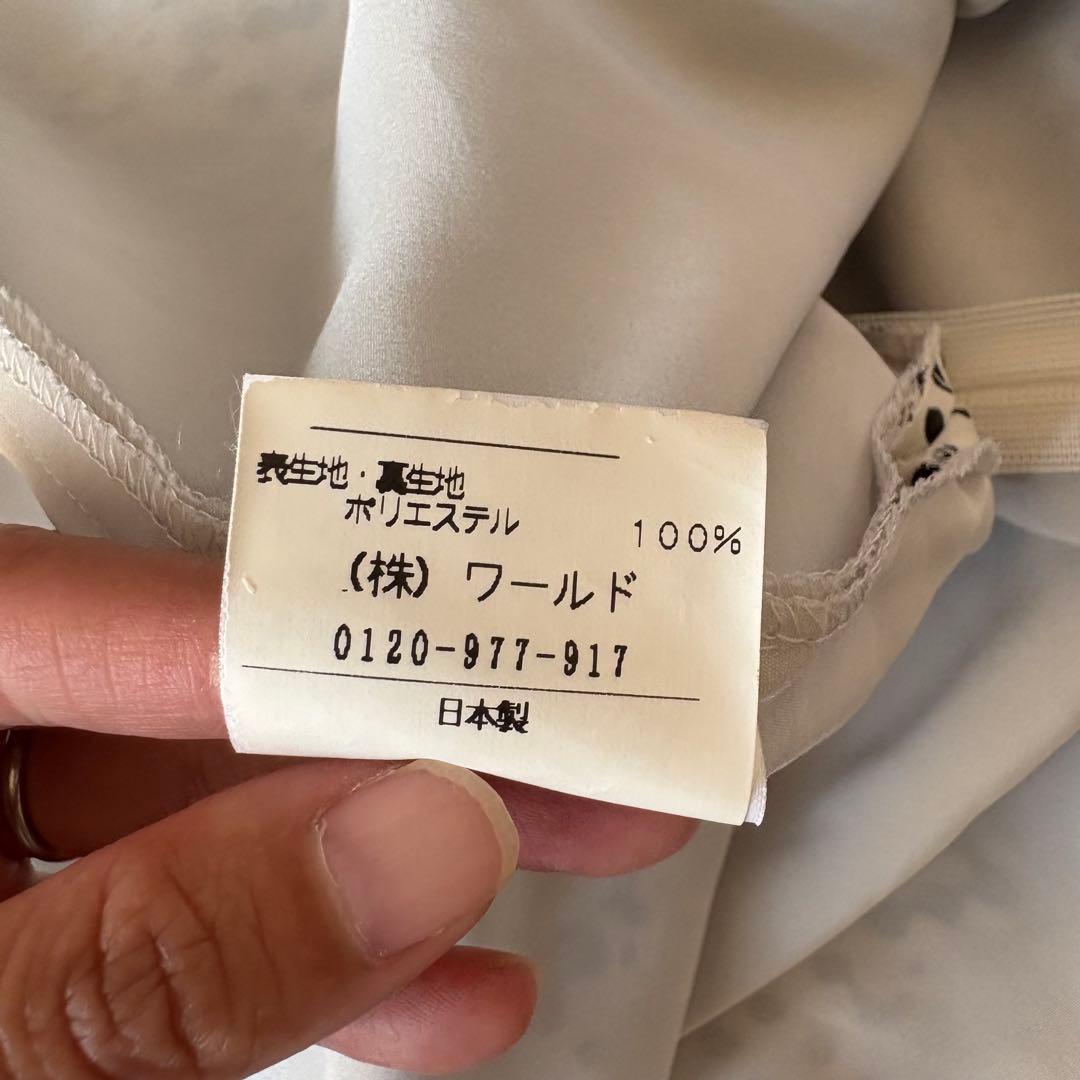 表生地・裏生地
ポリエステル 100%
(株) ワールド
0120-977-917
日本製